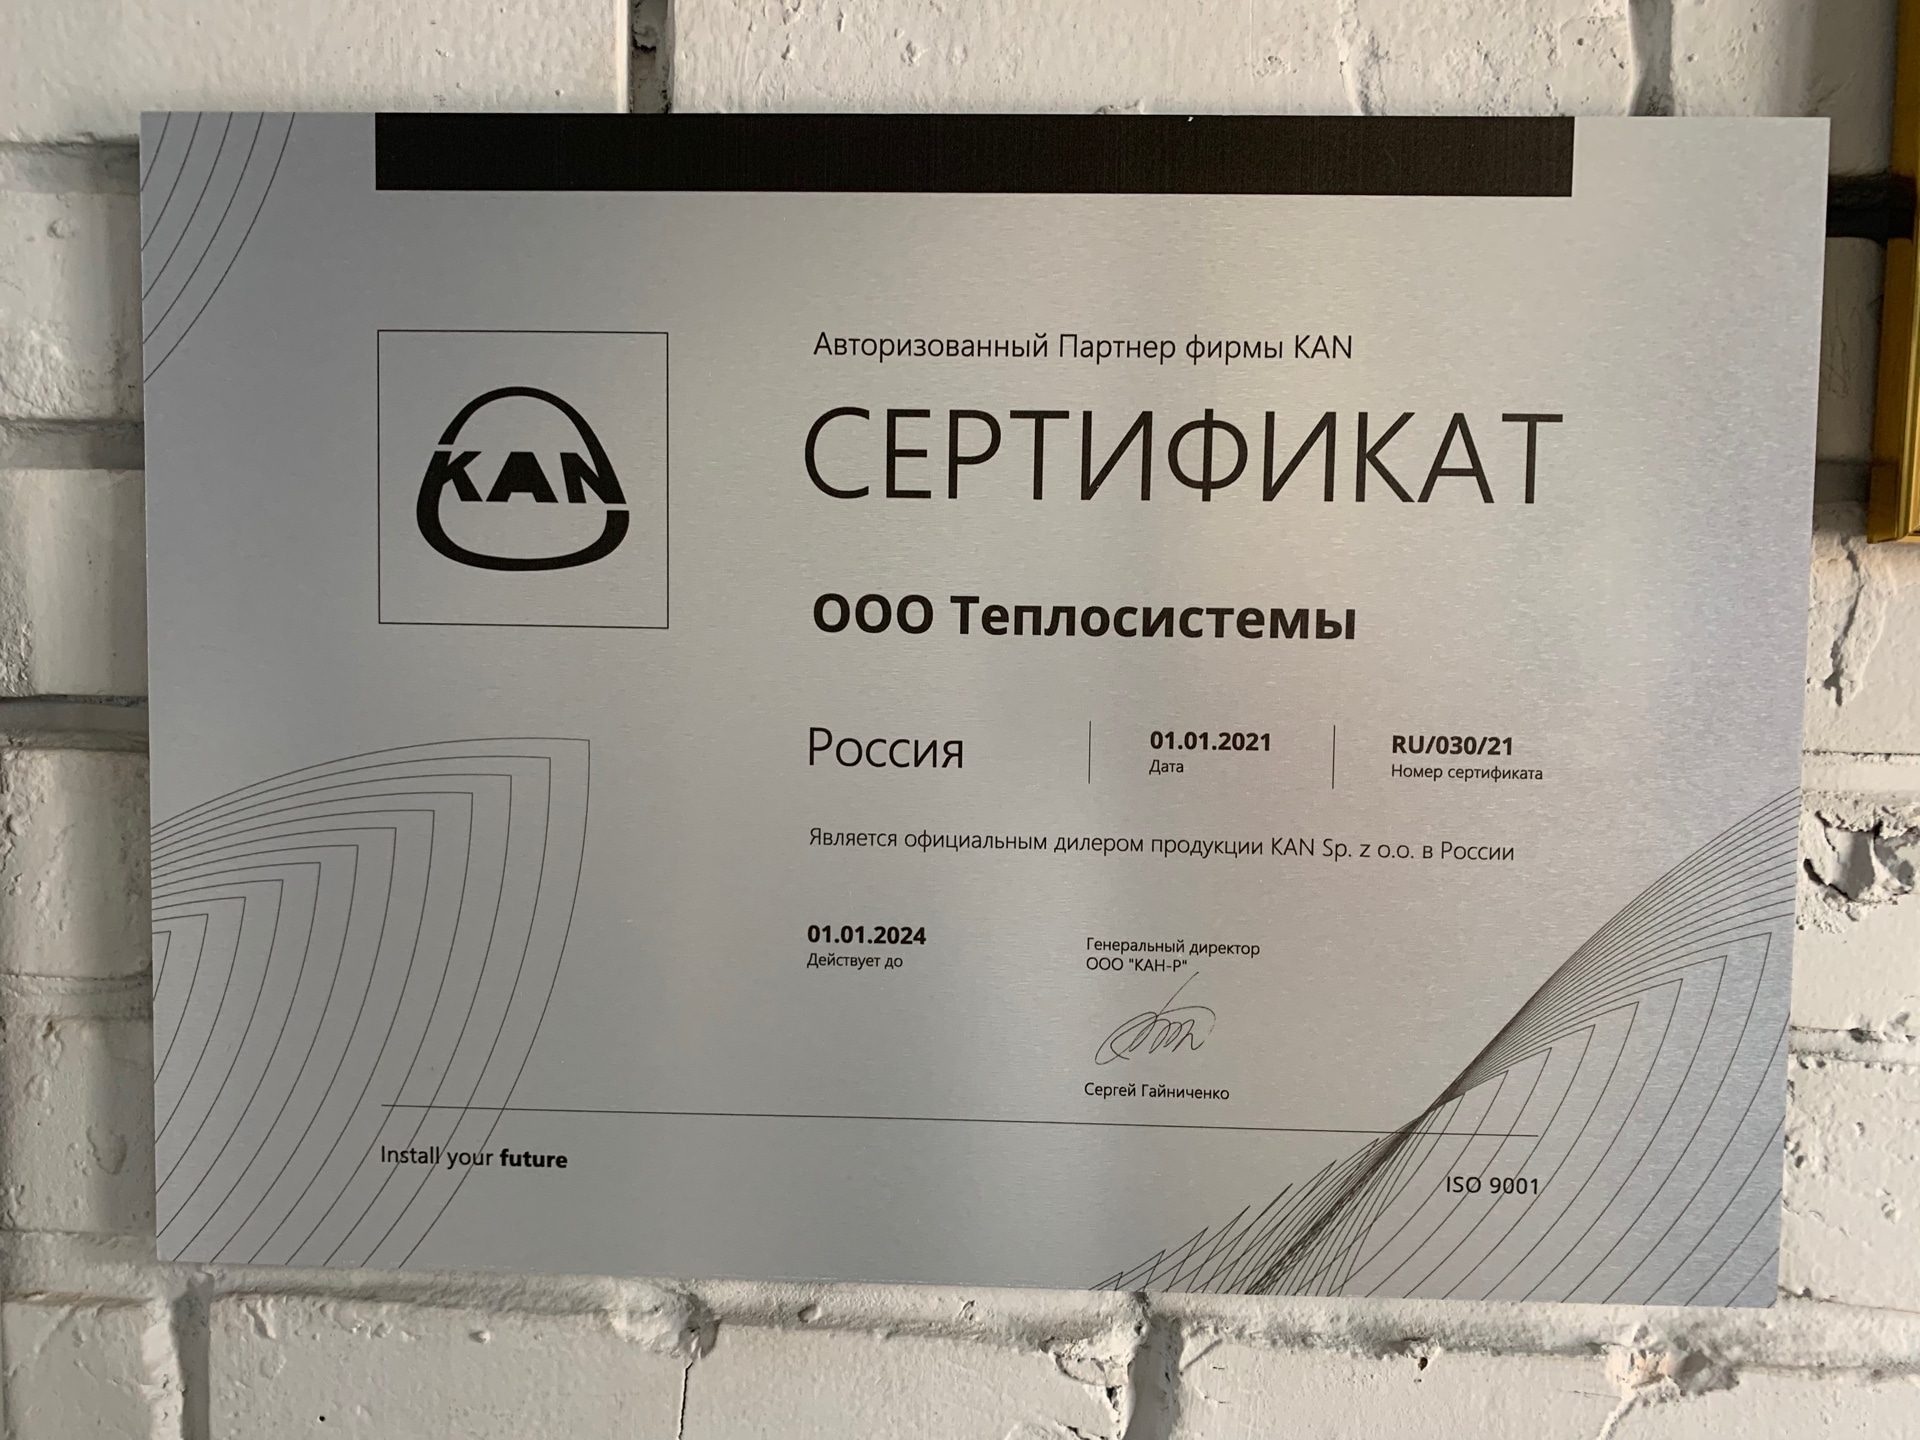 KAN
Авторизованный Партнер фирмы KAN
СЕРТИФИКАТ
ООО Теплосистемы
Россия
01.01.2021
Дата
RU/030/21
Номер сертификата
Является официальным дилером продукции KAN Sp. z o.o. в России
01.01.2024
Действует до
Генеральный директор
ООО "КАН-Р"
Сергей Гайниченко
Install your future
ISO 9001